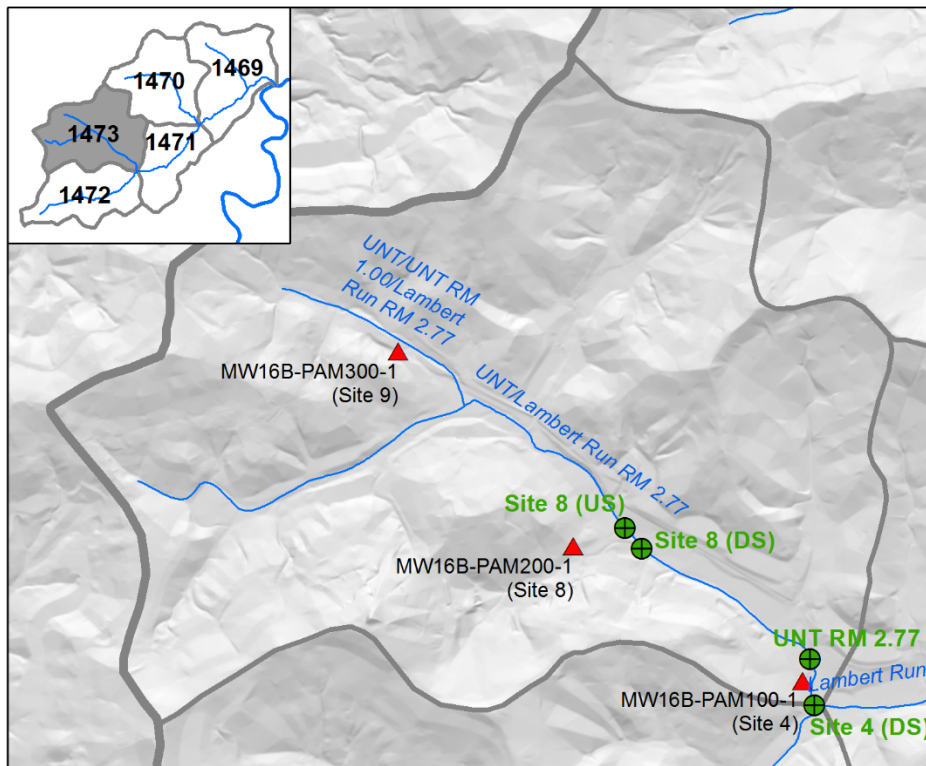 1469
1470
1473
1471
1472
UNT/UNT RM
1.00/Lambert
Run RM 2.77
MW16B-PAM300-1
(Site 9)
UNT/Lambert Run RM 2.77
Site 8 (US)
Site 8 (DS)
MW16B-PAM200-1
(Site 8)
UNT RM 2.77
Lambert Run
MW16B-PAM100-1
(Site 4)
Site 4 (DS)